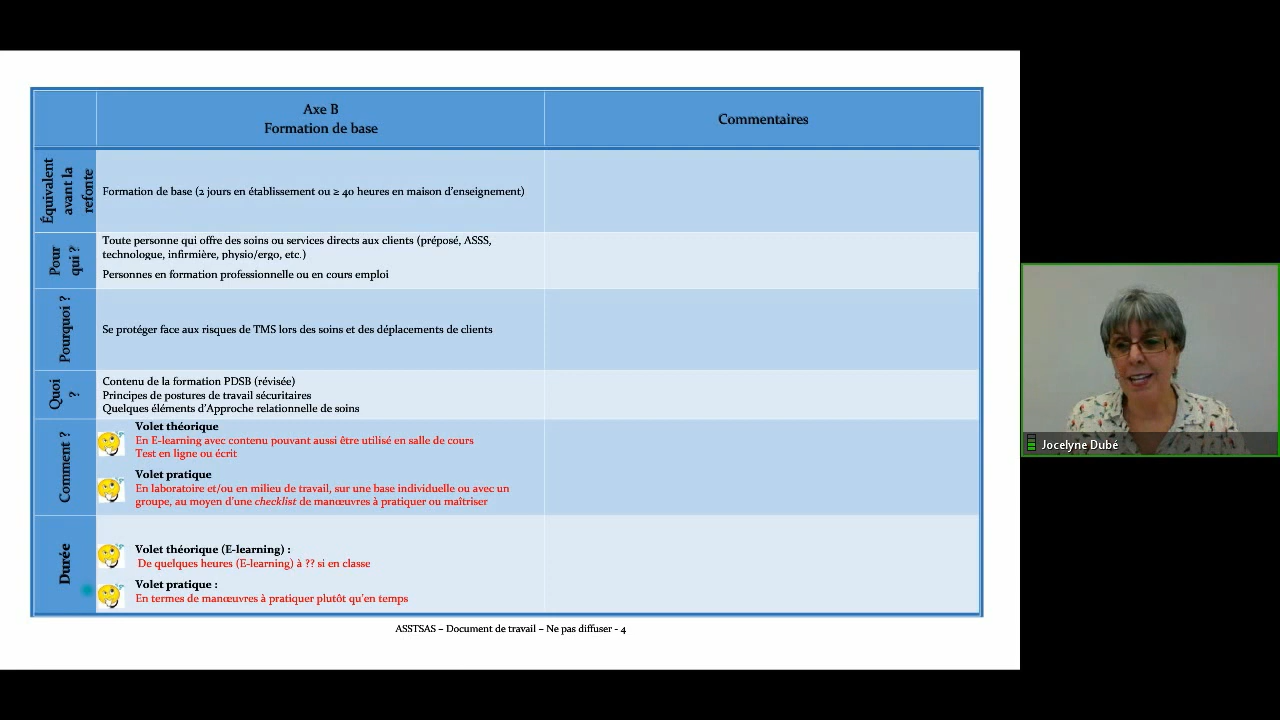 Axe B
Formation de base
Commentaires
Équivalent
avant la
refonte
Formation de base (2 jours en établissement ou ≥ 40 heures en maison d'enseignement)
Pour
qui ?
Toute personne qui offre des soins ou services directs aux clients (préposé, ASSS,
technologue, infirmière, physio/ergo, etc.)
Personnes en formation professionnelle ou en cours emploi
Pourquoi ?
Se protéger face aux risques de TMS lors des soins et des déplacements de clients
Quoi
?
Contenu de la formation PDSB (révisée)
Principes de postures de travail sécuritaires
Quelques éléments d'Approche relationnelle de soins
Comment ?
Volet théorique
En E-learning avec contenu pouvant aussi être utilisé en salle de cours
Test en ligne ou écrit
Volet pratique
En laboratoire et/ou en milieu de travail, sur une base individuelle ou avec un
groupe, au moyen d'une checklist de manœuvres à pratiquer ou maîtriser
Durée
Volet théorique (E-learning) :
De quelques heures (E-learning) à ?? si en classe
Volet pratique :
En termes de manœuvres à pratiquer plutôt qu'en temps
ASSTSAS – Document de travail – Ne pas diffuser - 4
Jocelyne Dubé